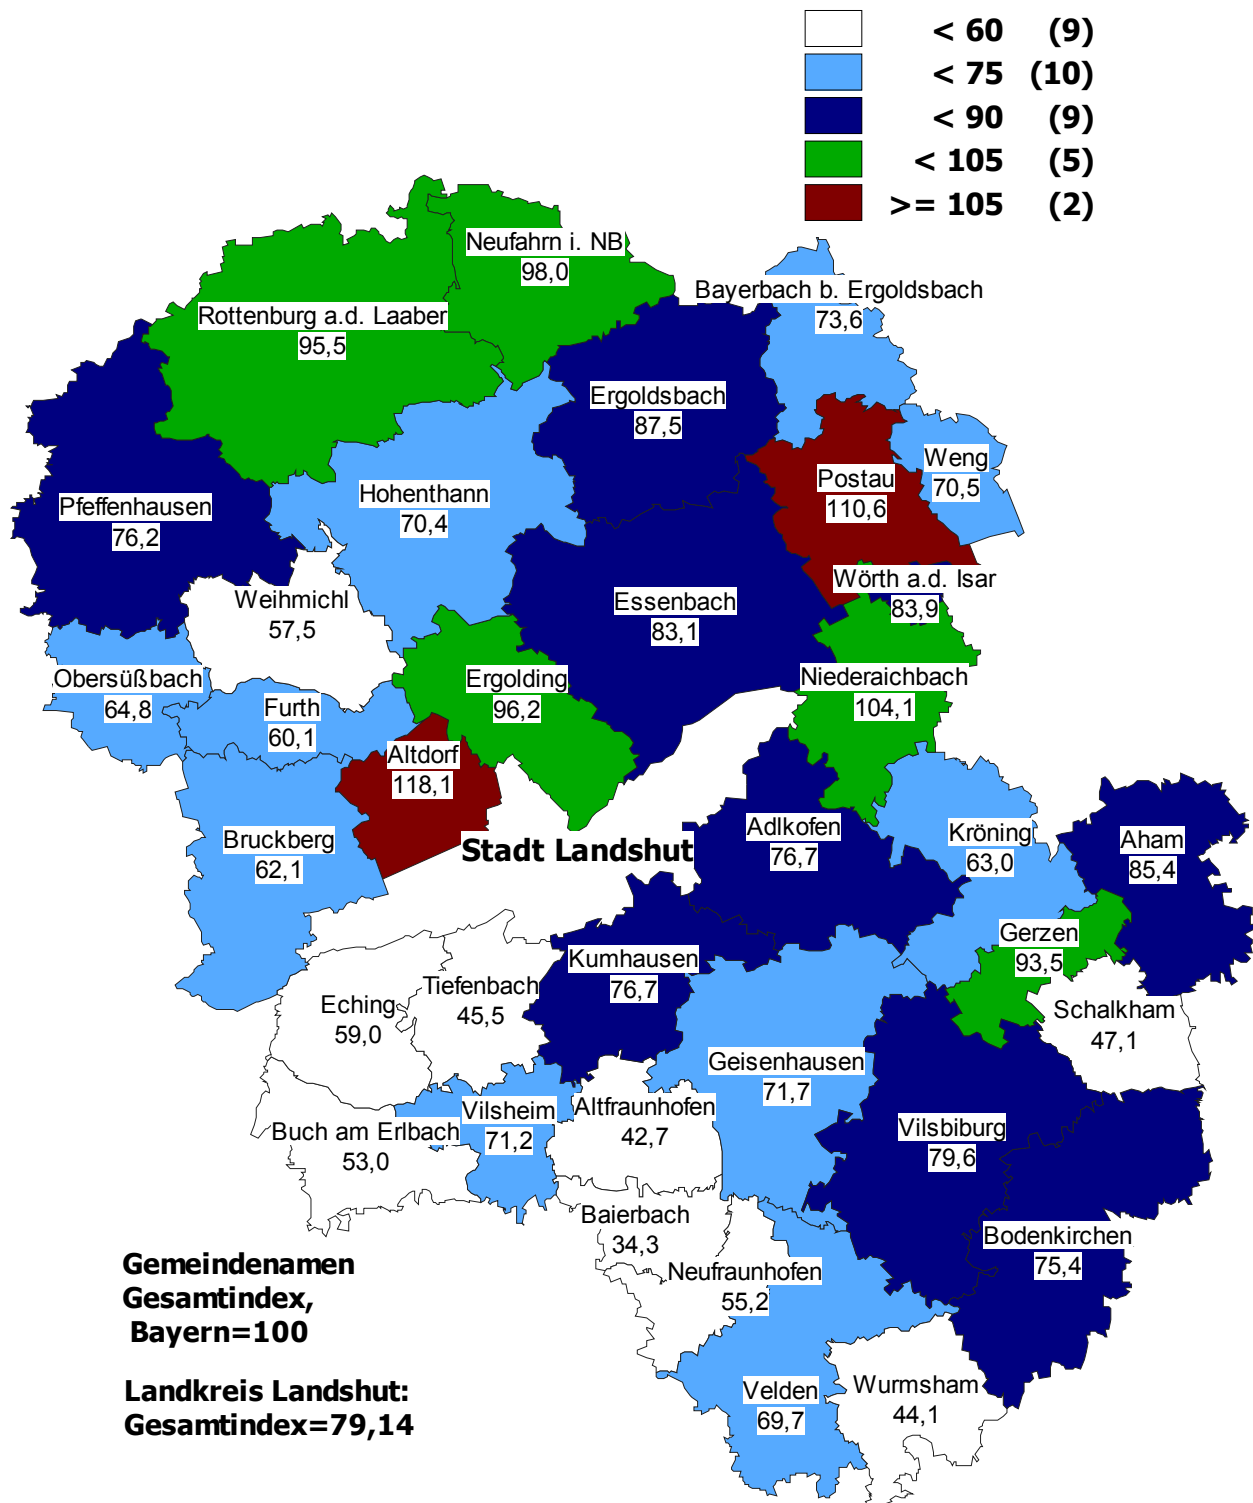 < 60 (9)
< 75 (10)
< 90 (9)
< 105 (5)
>= 105 (2)
Neufahrn i. NB
98,0
Bayerbach b. Ergoldsbach
73,6
Rottenburg a.d. Laaber
95,5
Ergoldsbach
87,5
Weng
70,5
Postau
110,6
Hohenthann
70,4
Pfeffenhausen
76,2
Wörth a.d. Isar
83,9
Weihmichl
57,5
Essenbach
83,1
Obersüßbach
64,8
Ergolding
96,2
Niederaichbach
104,1
Furth
60,1
Altdorf
118,1
Adlkofen
76,7
Kröning
63,0
Aham
85,4
Bruckberg
62,1
Stadt Landshut
Gerzen
93,5
Kumhausen
76,7
Tiefenbach
45,5
Eching
59,0
Schalkham
47,1
Geisenhausen
71,7
Vilsheim
71,2
Altfraunhofen
42,7
Vilsbiburg
79,6
Buch am Erlbach
53,0
Baierbach
34,3
Bodenkirchen
75,4
Neufraunhofen
55,2
Velden
69,7
Wurmsham
44,1
Gemeindenamen
Gesamtindex,
Bayern=100
Landkreis Landshut:
Gesamtindex=79,14